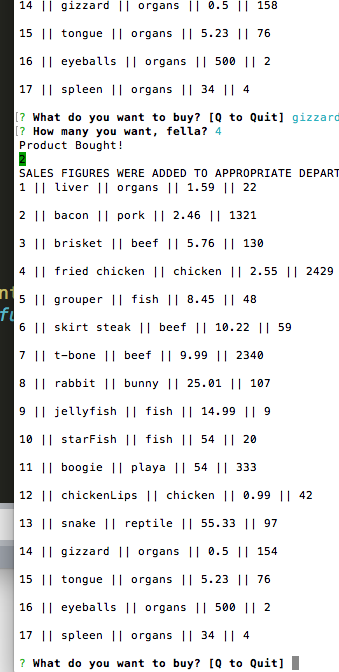 14 || gizzard || organs || 0.5 || 158
15 || tongue || organs || 5.23 || 76
16 || eyeballs || organs || 500 || 2
17 || spleen || organs || 34 || 4
[? What do you want to buy? [Q to Quit] gizzard
[? How many you want, fella? 4
Product Bought!
2
SALES FIGURES WERE ADDED TO APPROPRIATE DEPART
1 || liver || organs || 1.59 || 22
2 || bacon || pork || 2.46 || 1321
3 || brisket || beef || 5.76 || 130
4 || fried chicken || chicken || 2.55 || 2429
5 || grouper || fish || 8.45 || 48
6 || skirt steak || beef || 10.22 || 59
7 || t-bone || beef || 9.99 || 2340
8 || rabbit || bunny || 25.01 || 107
9 || jellyfish || fish || 14.99 || 9
10 || starFish || fish || 54 || 20
11 || boogie || playa || 54 || 333
12 || chickenLips || chicken || 0.99 || 42
13 || snake || reptile || 55.33 || 97
14 || gizzard || organs || 0.5 || 154
15 || tongue || organs || 5.23 || 76
16 || eyeballs || organs || 500 || 2
17 || spleen || organs || 34 || 4
? What do you want to buy? [Q to Quit]